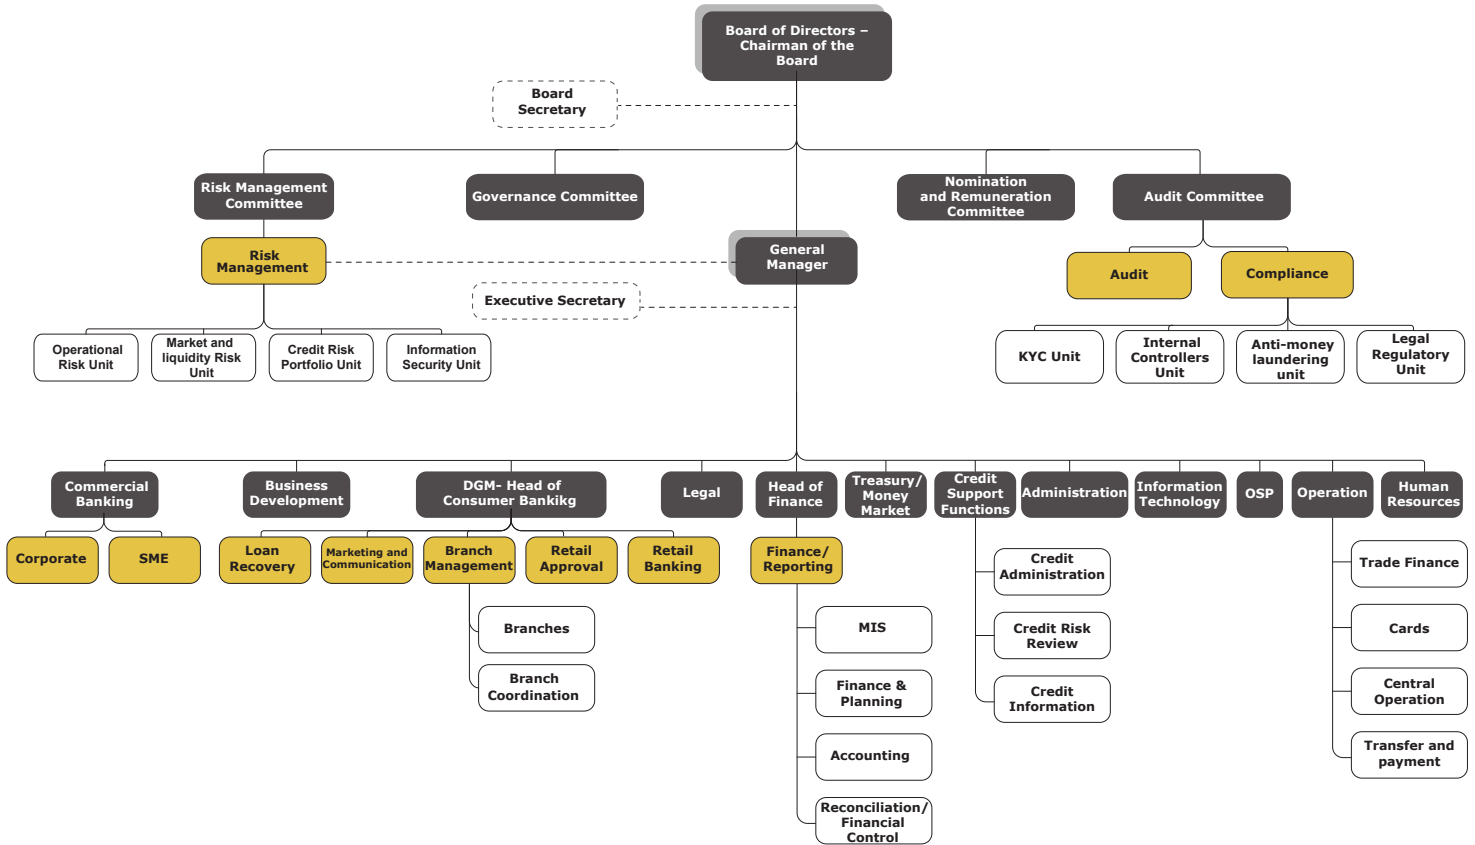 Board of Directors –
Chairman of the
Board
Board
Secretary
Risk Management
Committee
Governance Committee
Nomination
and Remuneration
Committee
Audit Committee
Risk
Management
General
Manager
Audit
Compliance
Executive Secretary
Operational
Risk Unit
Market and
liquidity Risk
Unit
Credit Risk
Portfolio Unit
Information
Security Unit
KYC Unit
Internal
Controllers
Unit
Anti-money
laundering
unit
Legal
Regulatory
Unit
Commercial
Banking
Business
Development
DGM- Head of
Consumer Bankikg
Legal
Head of
Finance
Treasury/
Money
Market
Credit
Support
Functions
Administration
Information
Technology
OSP
Operation
Human
Resources
Corporate
SME
Loan
Recovery
Marketing and
Communication
Branch
Management
Retail
Approval
Retail
Banking
Finance/
Reporting
Branches
Branch
Coordination
MIS
Finance &
Planning
Accounting
Reconciliation/
Financial
Control
Credit
Administration
Credit Risk
Review
Credit
Information
Trade Finance
Cards
Central
Operation
Transfer and
payment